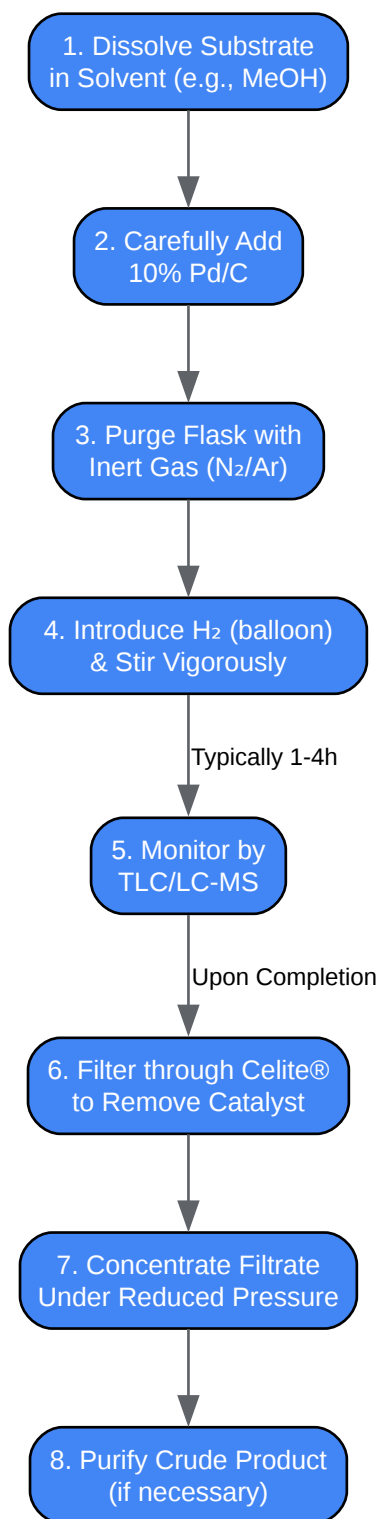 1. Dissolve Substrate
in Solvent (e.g., MeOH)
2. Carefully Add
10% Pd/C
3. Purge Flask with
Inert Gas (N₂/Ar)
4. Introduce H₂ (balloon)
& Stir Vigorously
Typically 1-4h
5. Monitor by
TLC/LC-MS
Upon Completion
6. Filter through Celite®
to Remove Catalyst
7. Concentrate Filtrate
Under Reduced Pressure
8. Purify Crude Product
(if necessary)